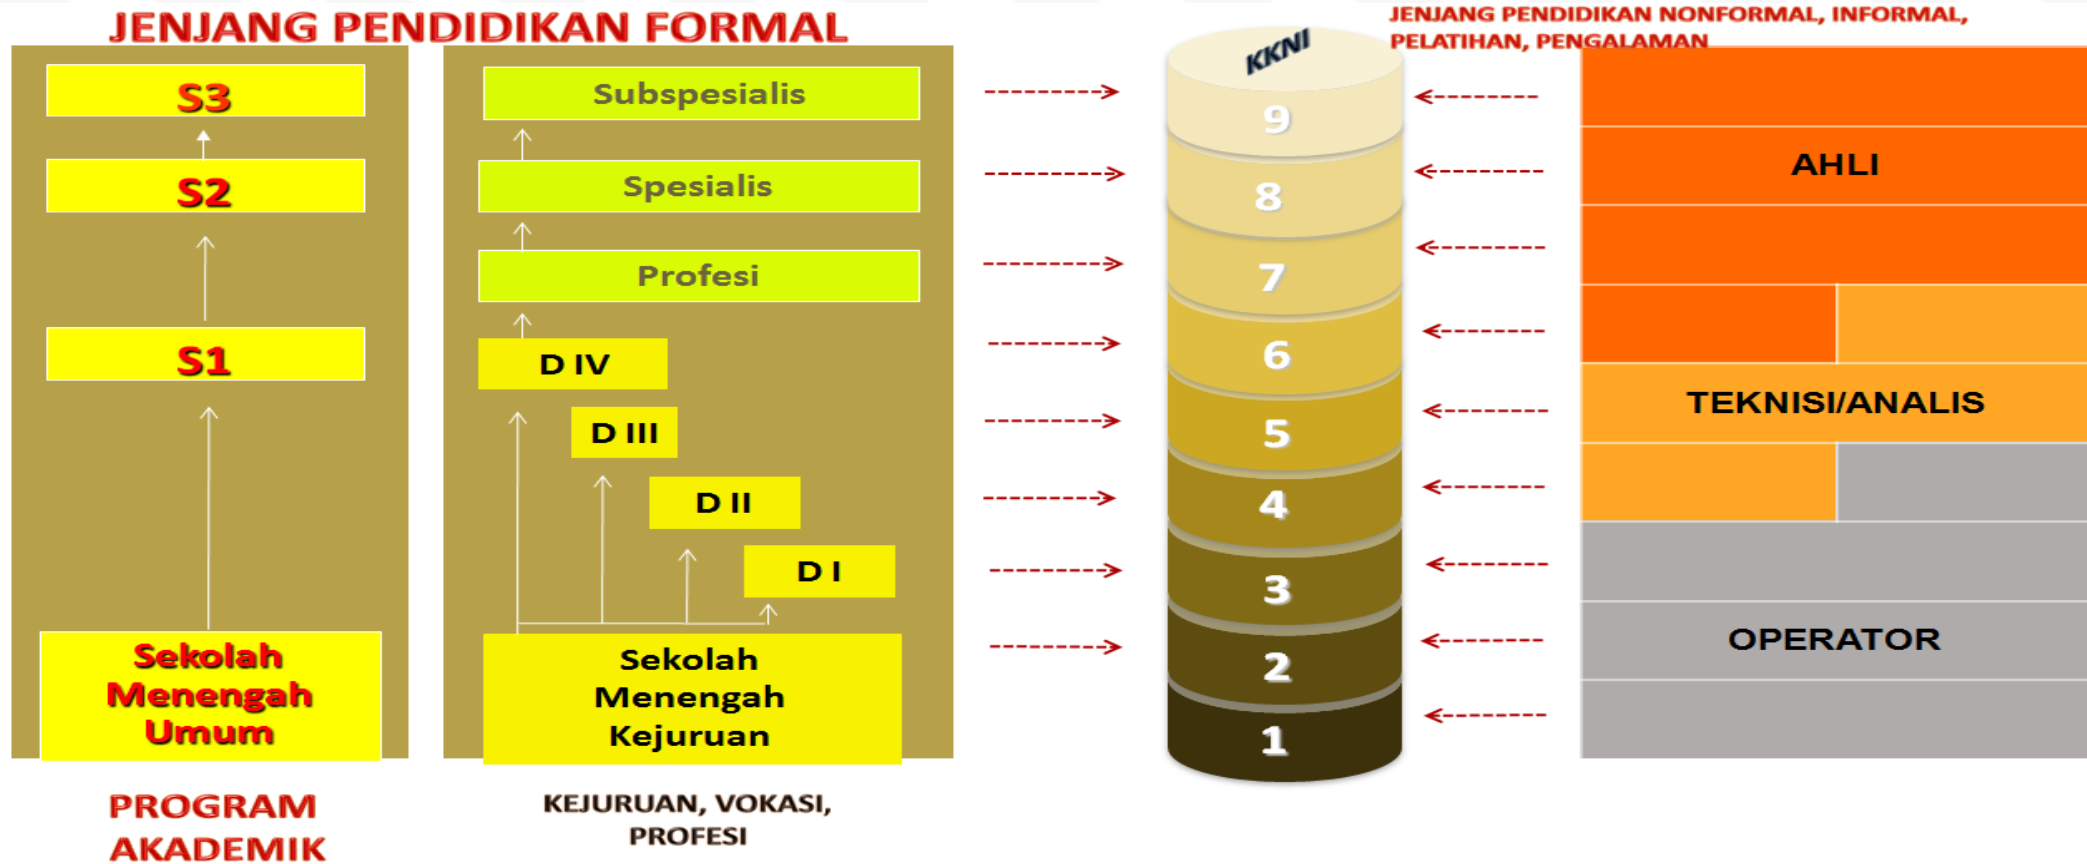 JENJANG PENDIDIKAN FORMAL
S3
S2
S1
Sekolah
Menengah
Umum
PROGRAM
AKADEMIK
Subspesialis
Spesialis
Profesi
D IV
D III
D II
D I
Sekolah
Menengah
Kejuruan
KEJURUAN, VOKASI,
PROFESI
KKNI
9
8
7
6
5
4
3
2
1
JENJANG PENDIDIKAN NONFORMAL, INFORMAL,
PELATIHAN, PENGALAMAN
AHLI
TEKNISI/ANALIS
OPERATOR